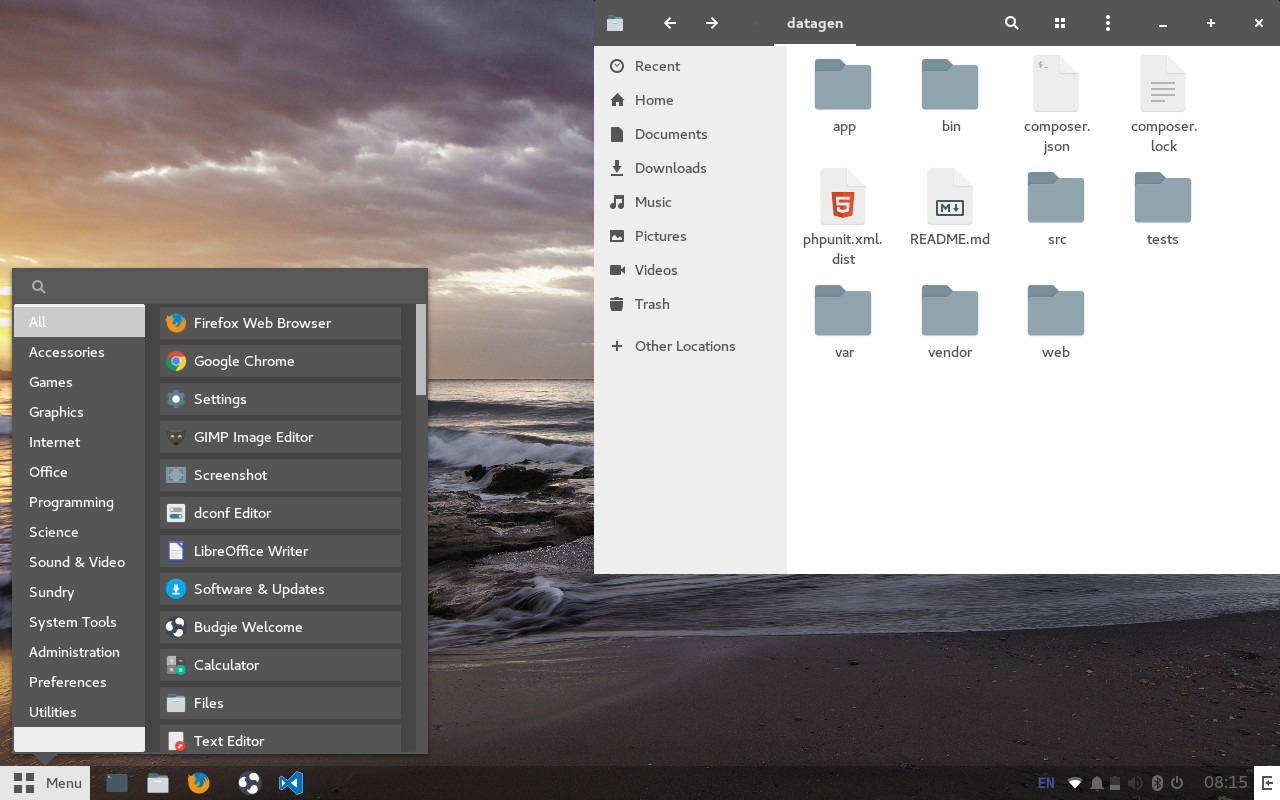 datagen
Recent
Home
Documents
Downloads
Music
Pictures
Videos
Trash
Other Locations
app
bin
composer.
json
composer.
lock
phpunit.xml.
dist
README.md
src
tests
var
vendor
web
All
Accessories
Games
Graphics
Internet
Office
Programming
Science
Sound & Video
Sundry
System Tools
Administration
Preferences
Utilities
Firefox Web Browser
Google Chrome
Settings
GIMP Image Editor
Screenshot
dconf Editor
LibreOffice Writer
Software & Updates
Budgie Welcome
Calculator
Files
Text Editor
Menu
EN
08:15